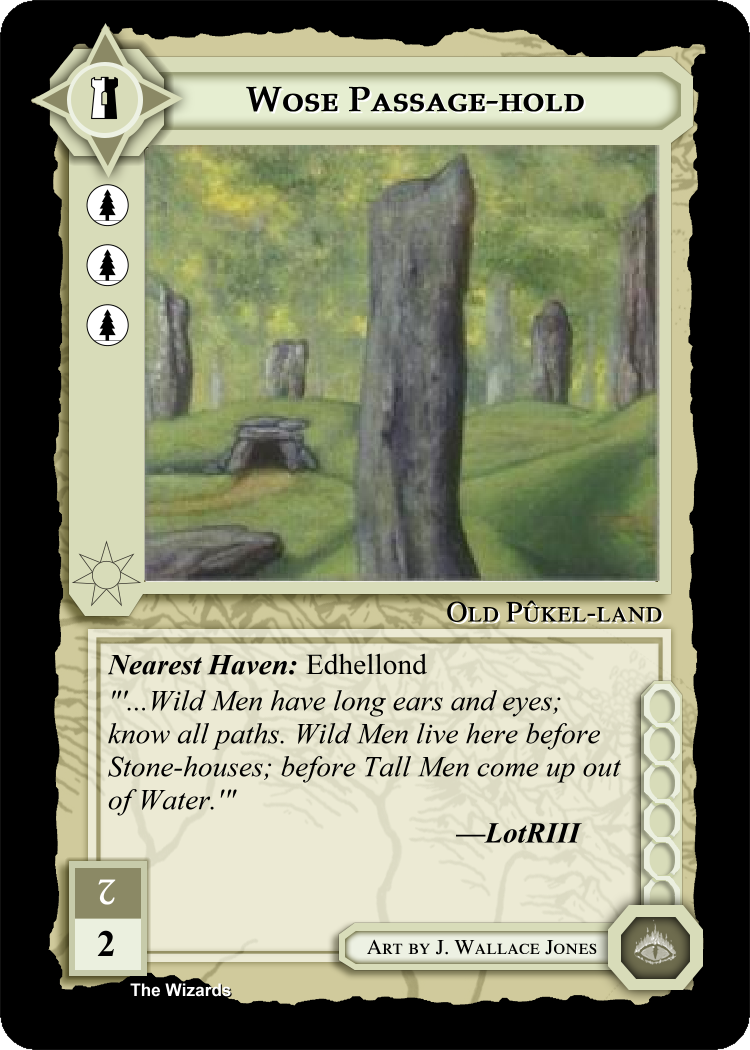 Wose Passage-hold
Old Pûkel-land
Nearest Haven: Edhellond
"'...Wild Men have long ears and eyes;
know all paths. Wild Men live here before
Stone-houses; before Tall Men come up out
of Water.'"
—LotRIII
2
2
Art by J. Wallace Jones
The Wizards